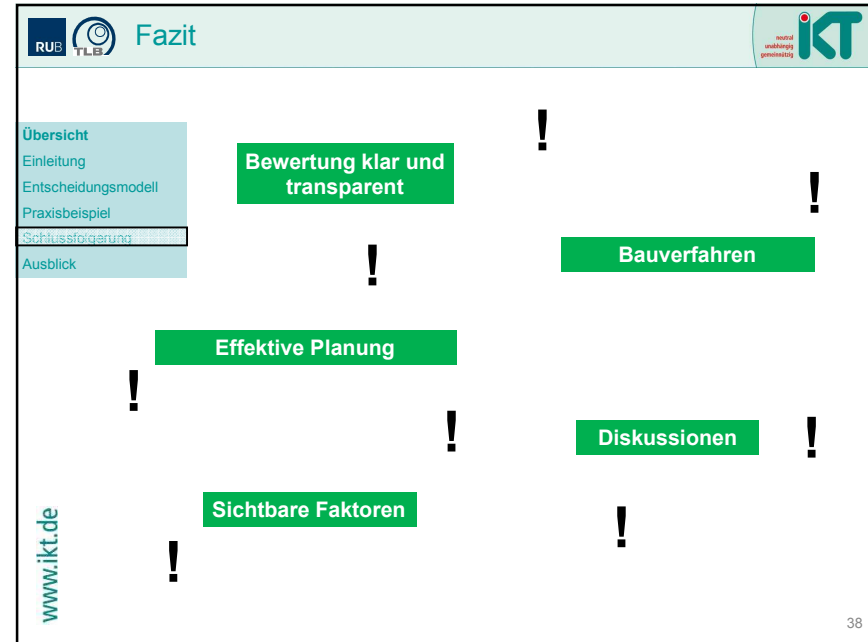 RUB
TLB
Fazit
neutral
unabhängig
gemeinnützig
iKT
Übersicht
Einleitung
Entscheidungsmodell
Praxisbeispiel
Schlussfolgerung
Ausblick
!
Bewertung klar und
transparent
!
!
Bauverfahren
Effektive Planung
!
!
Diskussionen
!
Sichtbare Faktoren
!
!
www.ikt.de
38